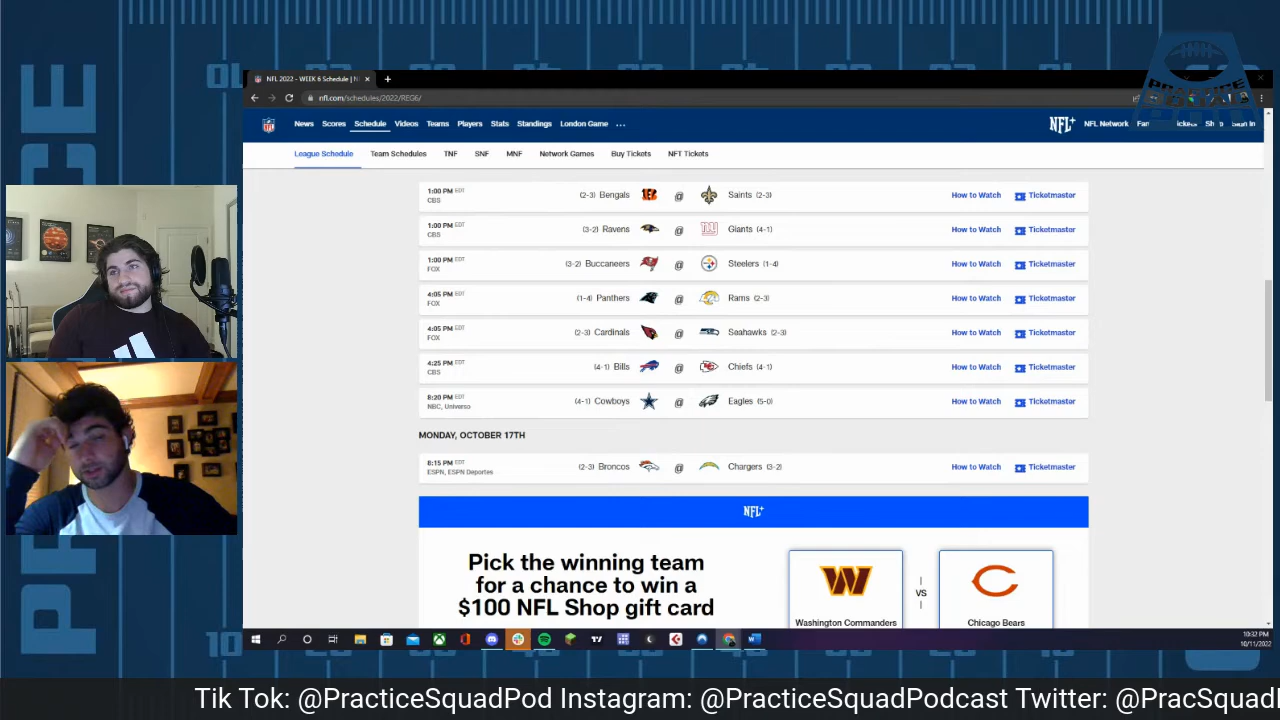 NFL 2022 - WEEK 6 Schedule | N
nfl.com/schedules/2022/REG6/
News Scores Schedule Videos Teams Players Stats Standings London Game ...
NFL+ NFL Network
League Schedule Team Schedules TNF SNF MNF Network Games Buy Tickets NFT Tickets
1:00 PM EDT
CBS
(2-3) Bengals @ Saints (2-3) How to Watch Ticketmaster
1:00 PM EDT
CBS
(3-2) Ravens @ Giants (4-1) How to Watch Ticketmaster
1:00 PM EDT
FOX
(3-2) Buccaneers @ Steelers (1-4) How to Watch Ticketmaster
4:05 PM EDT
FOX
(1-4) Panthers @ Rams (2-3) How to Watch Ticketmaster
4:05 PM EDT
FOX
(2-3) Cardinals @ Seahawks (2-3) How to Watch Ticketmaster
4:25 PM EDT
CBS
(4-1) Bills @ Chiefs (4-1) How to Watch Ticketmaster
8:20 PM EDT
NBC, Universo
(4-1) Cowboys @ Eagles (5-0) How to Watch Ticketmaster
MONDAY, OCTOBER 17TH
8:15 PM EDT
ESPN, ESPN Deportes
(2-3) Broncos @ Chargers (3-2) How to Watch Ticketmaster
NFL+
Pick the winning team
for a chance to win a
$100 NFL Shop gift card
Washington Commanders
VS
Chicago Bears
10:32 PM
10/11/2022
Tik Tok: @PracticeSquadPod Instagram: @PracticeSquadPodcast Twitter: @PracSquad